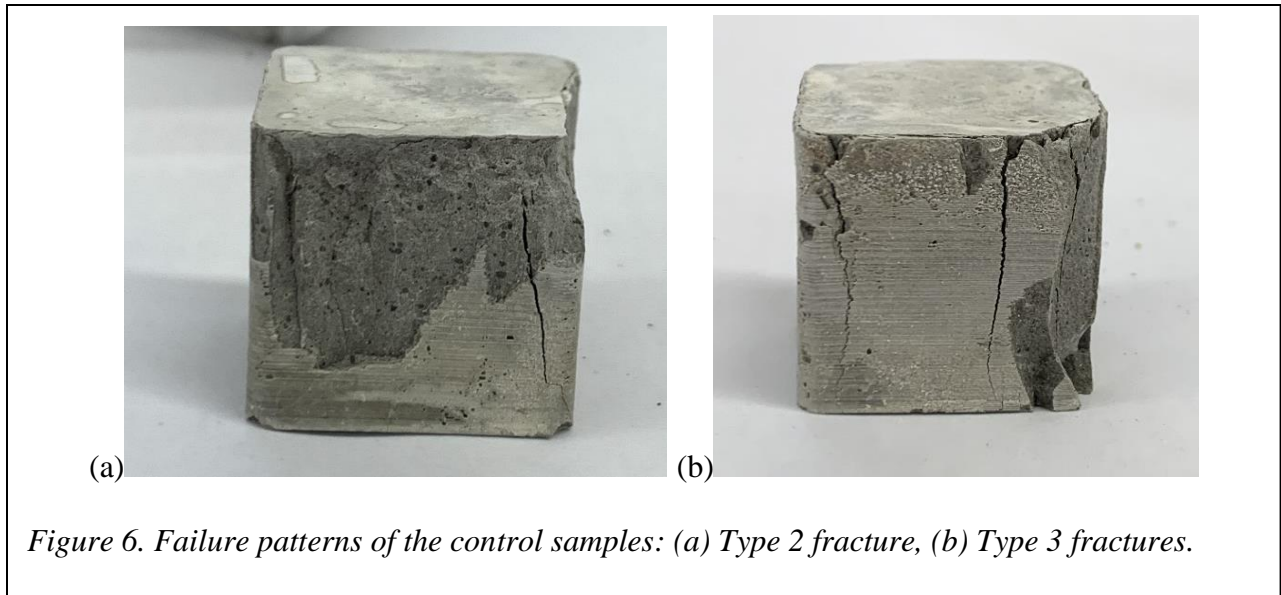 (a) (b)
Figure 6. Failure patterns of the control samples: (a) Type 2 fracture, (b) Type 3 fractures.